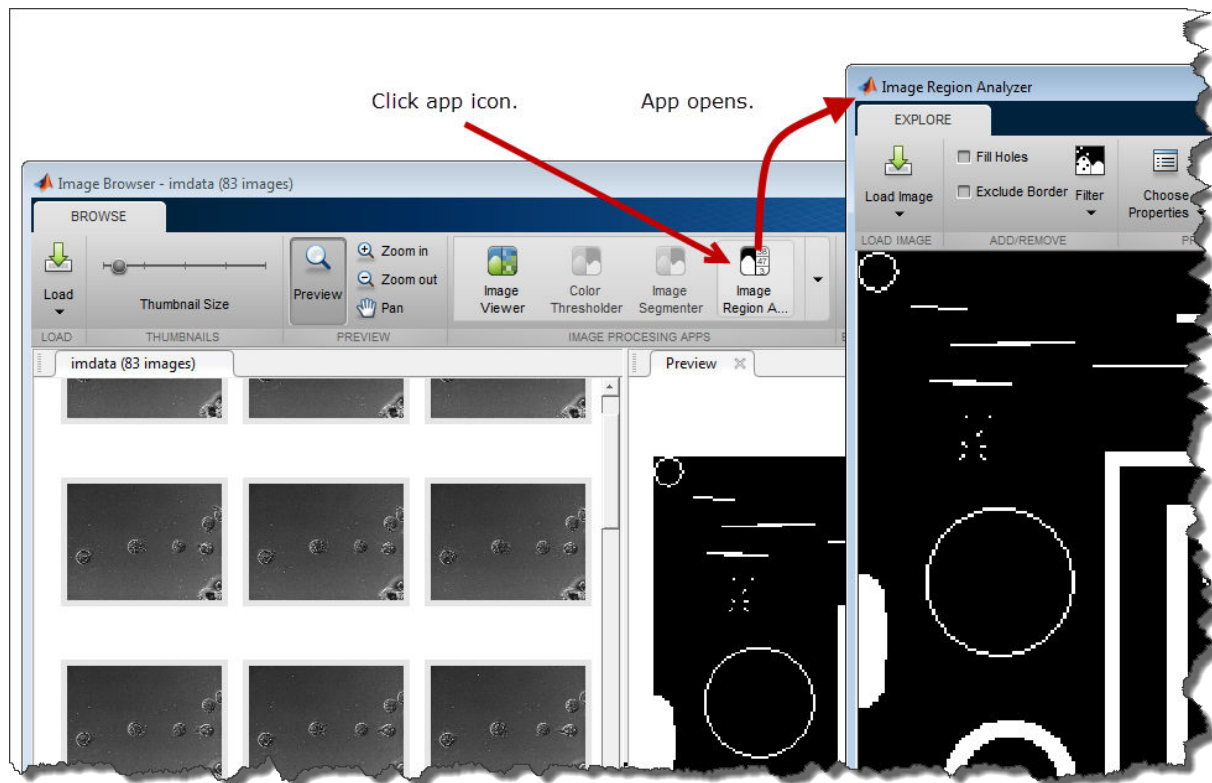 Click app icon.
App opens.
Image Region Analyzer
EXPLORE
Load Image
Fill Holes
Exclude Border
Filter
Choose
Properties
LOAD IMAGE
ADD/REMOVE
Image Browser - imdata (83 images)
BROWSE
Load
Thumbnail Size
Preview
Zoom in
Zoom out
Pan
Image
Viewer
Color
Thresholder
Image
Segmenter
47
3
Image
Region A...
LOAD
THUMBNAILS
PREVIEW
IMAGE PROCESING APPS
imdata (83 images)
Preview